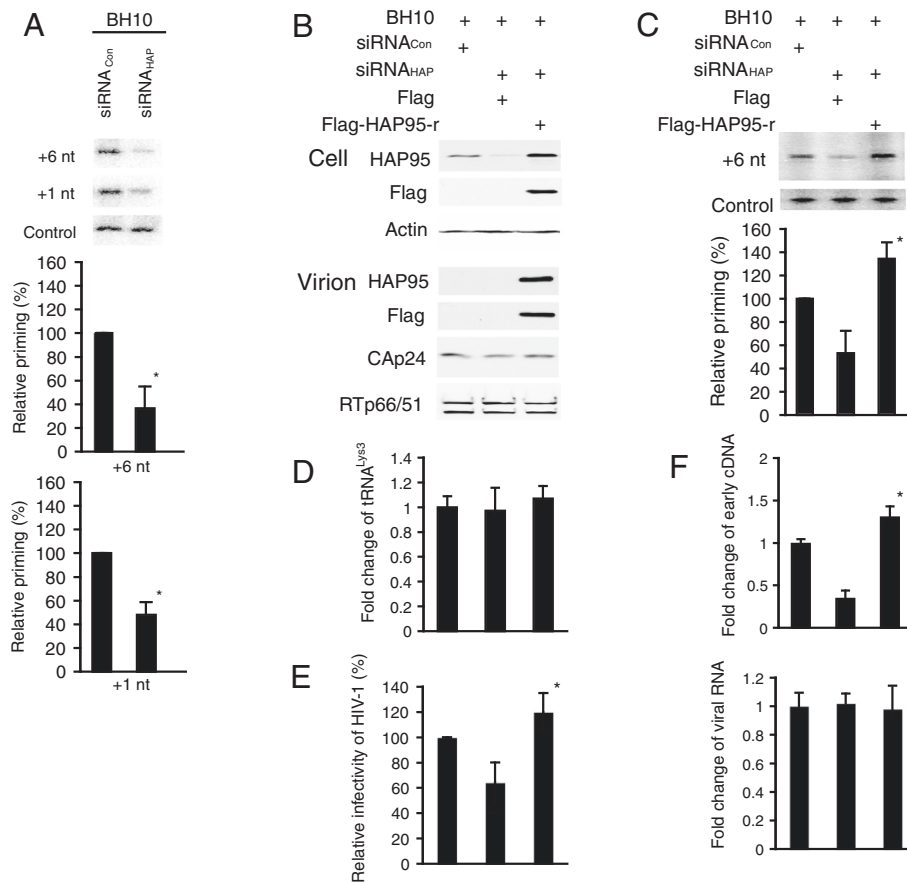 A
BH10
siRNACon
siRNAHAP
+6 nt
+1 nt
Control
160
140
120
100
80
60
40
20
0
Relative priming (%)
*
+6 nt
160
140
120
100
80
60
40
20
0
Relative priming (%)
*
+1 nt
B
BH10 + + +
siRNACon +
siRNAHAP + +
Flag +
Flag-HAP95-r +
Cell HAP95
Flag
Actin
Virion HAP95
Flag
CAp24
RTp66/51
C
BH10 + + +
siRNACon +
siRNAHAP + +
Flag +
Flag-HAP95-r +
+6 nt
Control
160
140
120
100
80
60
40
20
0
Relative priming (%)
*
D
1.4
1.2
1
0.8
0.6
0.4
0.2
0
Fold change of tRNALys3
E
140
120
100
80
60
40
20
0
Relative infectivity of HIV-1 (%)
*
F
2
1.5
1
0.5
0
Fold change of early cDNA
*
1.2
1
0.8
0.6
0.4
0.2
0
Fold change of viral RNA